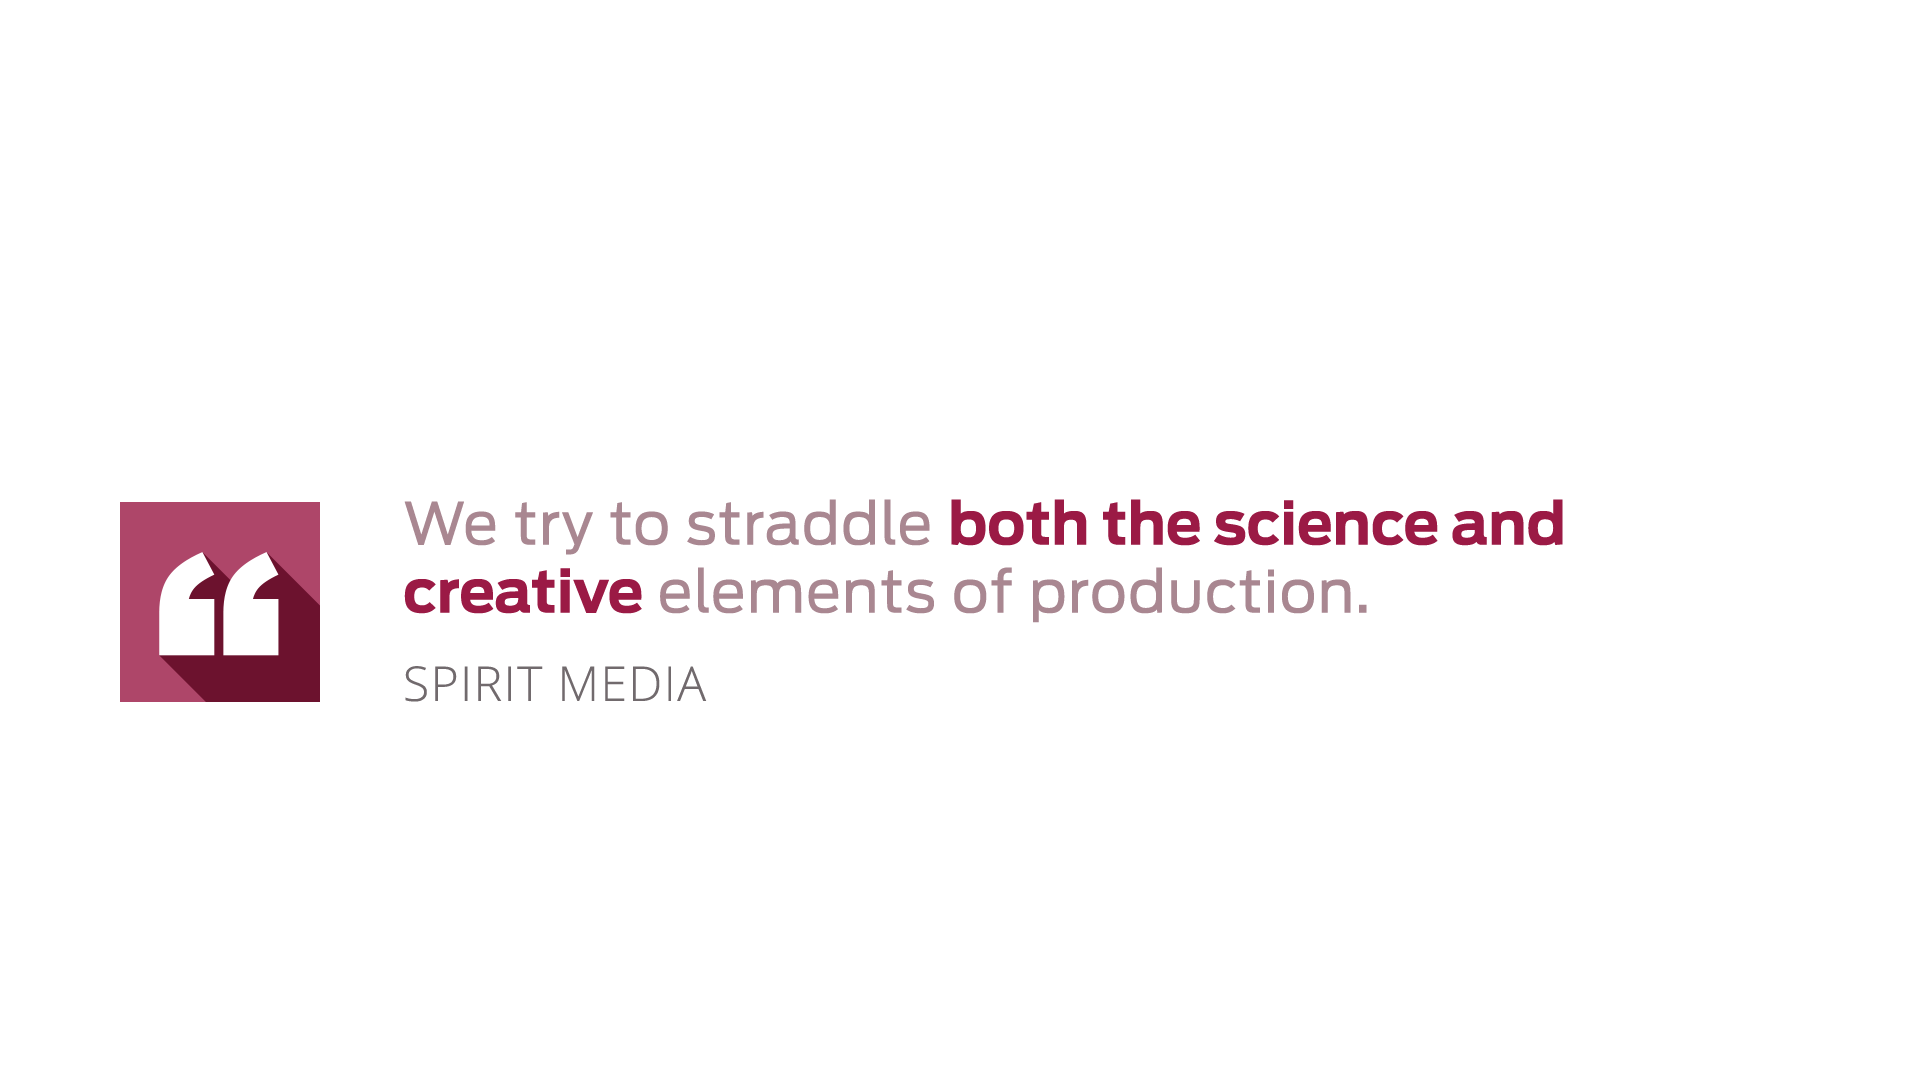 We try to straddle both the science and
creative elements of production.
SPIRIT MEDIA